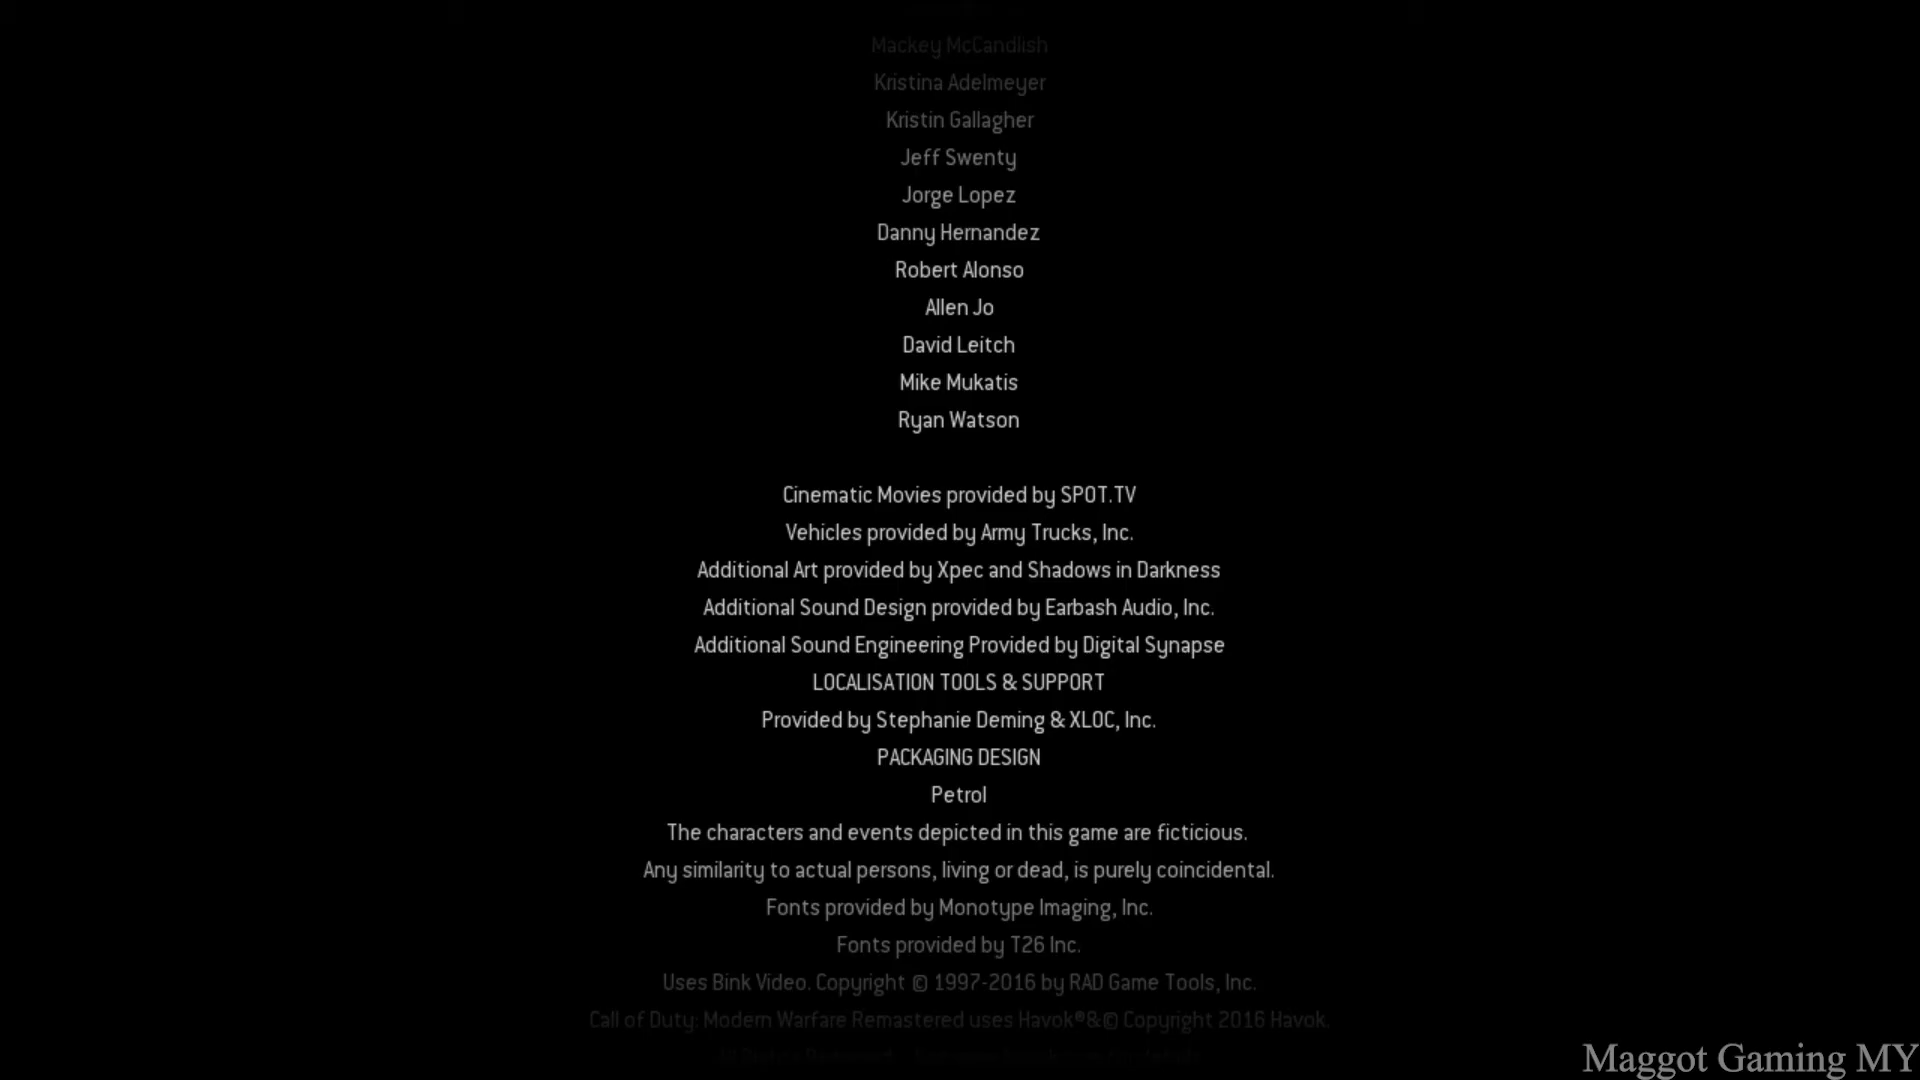 Mackey McCandlish
Kristina Adelmeyer
Kristin Gallagher
Jeff Swenty
Jorge Lopez
Danny Hernandez
Robert Alonso
Allen Jo
David Leitch
Mike Mukatis
Ryan Watson
Cinematic Movies provided by SPOT.TV
Vehicles provided by Army Trucks, Inc.
Additional Art provided by Xpec and Shadows in Darkness
Additional Sound Design provided by Earbash Audio, Inc.
Additional Sound Engineering Provided by Digital Synapse
LOCALISATION TOOLS & SUPPORT
Provided by Stephanie Deming & XLOC, Inc.
PACKAGING DESIGN
Petrol
The characters and events depicted in this game are ficticious.
Any similarity to actual persons, living or dead, is purely coincidental.
Fonts provided by Monotype Imaging, Inc.
Fonts provided by T26 Inc.
Uses Bink Video. Copyright © 1997-2016 by RAD Game Tools, Inc.
Call of Duty: Modern Warfare Remastered uses Havok®&© Copyright 2016 Havok.
Maggot Gaming MY